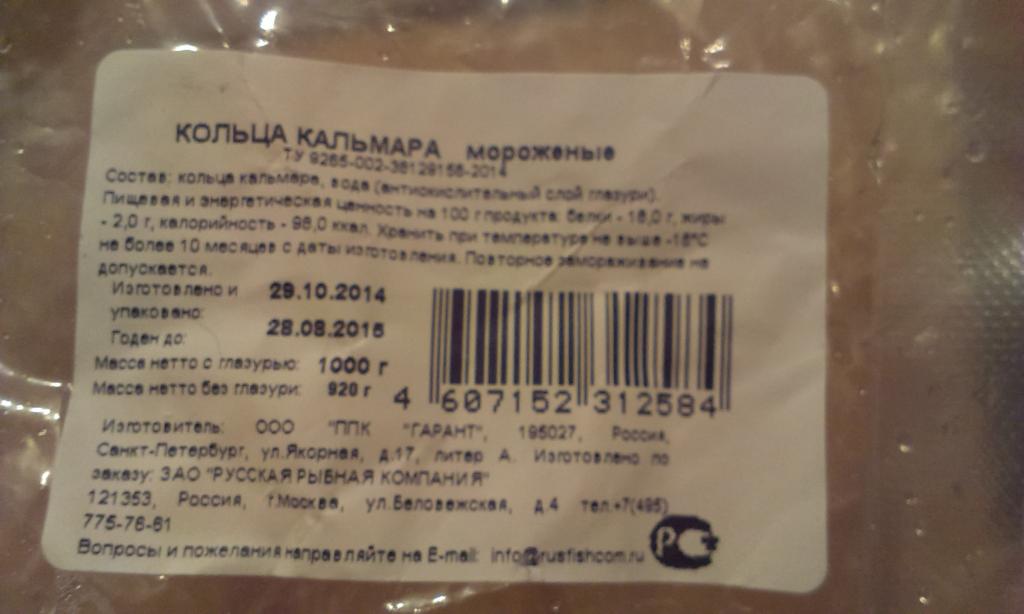 КОЛЬЦА КАЛЬМАРА мороженые
ТУ 9265-002-38129158-2014
Состав: кольца кальмара, вода (антиокислительный слой глазури).
Пищевая и энергетическая ценность на 100 г продукта: белки - 18,0 г, жиры
- 2,0 г, калорийность - 98,0 ккал. Хранить при температуре не выше -18°С
не более 10 месяцев с даты изготовления. Повторное замораживание не
допускается.
Изготовлено и
упаковано: 29.10.2014
Годен до: 28.08.2015
Масса нетто с глазурью: 1000 г
Масса нетто без глазури: 920 г
4 607152 312584
Изготовитель: ООО "ППК "ГАРАНТ", 195027, Россия,
Санкт-Петербург, ул.Якорная, д.17, литер А. Изготовлено по
заказу: ЗАО "РУССКАЯ РЫБНАЯ КОМПАНИЯ"
121353, Россия, г.Москва, ул.Беловежская, д.4 тел.+7(495)
775-76-61
Вопросы и пожелания направляйте на E-mail: info@rusfishcom.ru